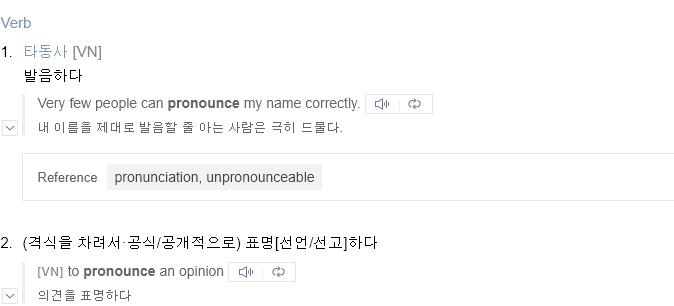 Verb
1. 타동사 [VN]
발음하다
Very few people can pronounce my name correctly.
내 이름을 제대로 발음할 줄 아는 사람은 극히 드물다.
Reference pronunciation, unpronounceable
2. (격식을 차려서·공식/공개적으로) 표명[선언/선고]하다
[VN] to pronounce an opinion
의견을 표명하다